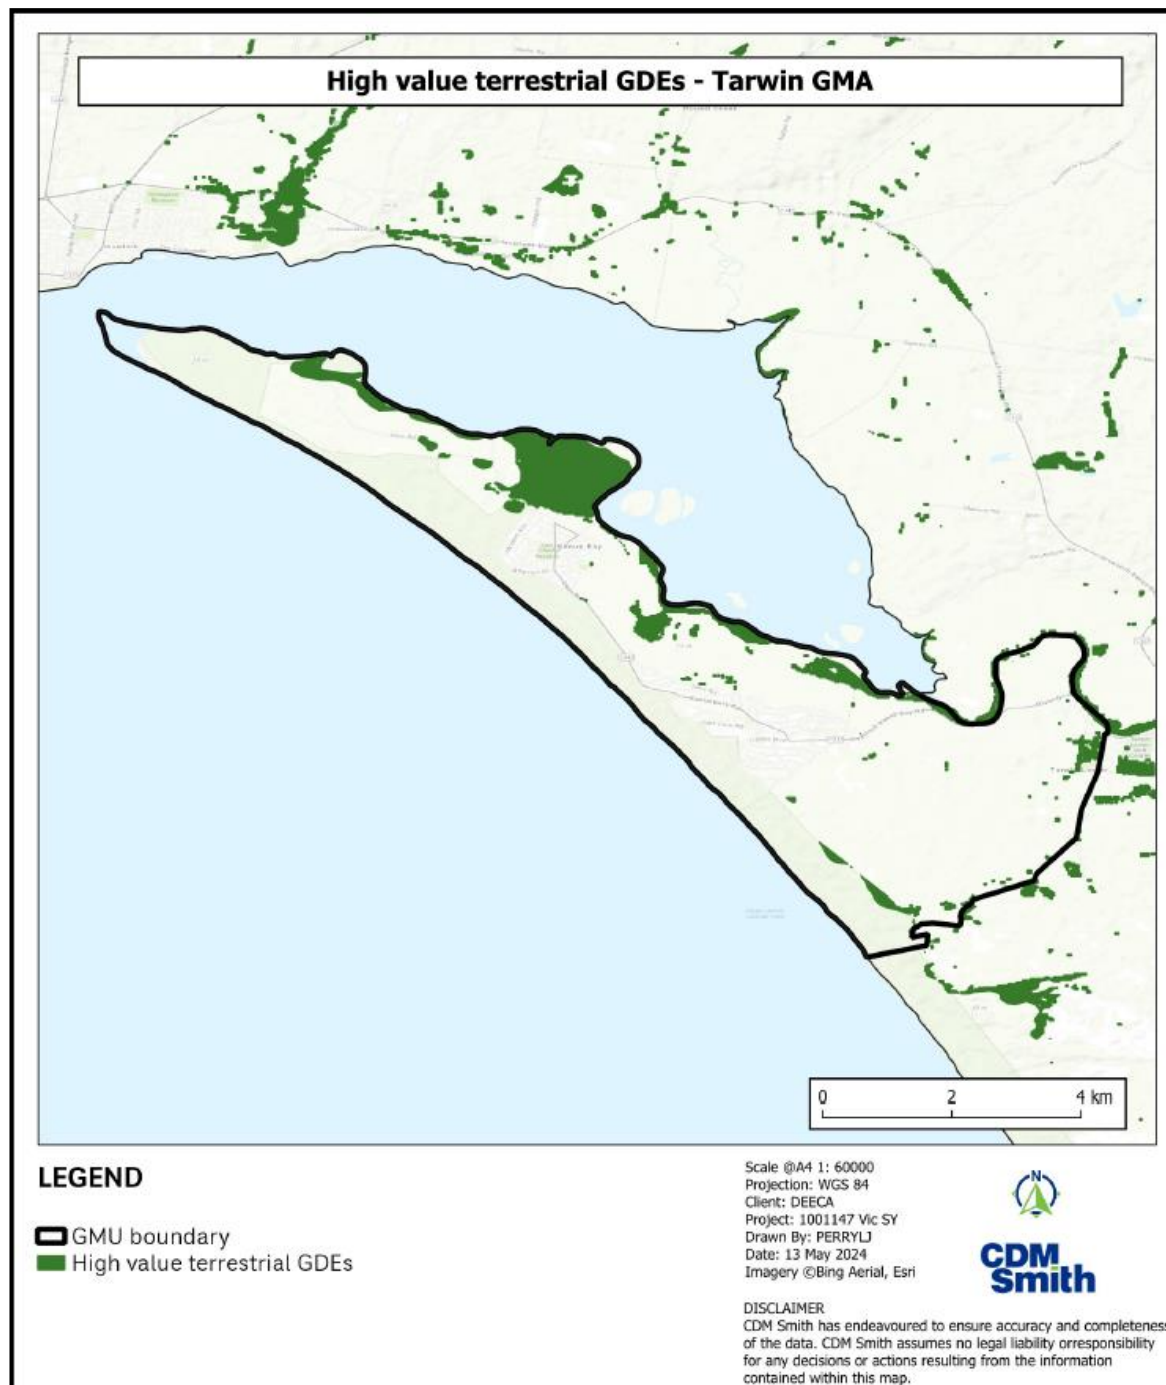 High value terrestrial GDEs - Tarwin GMA
0 2 4 km
LEGEND
GMU boundary
High value terrestrial GDEs
Scale @A4 1: 60000
Projection: WGS 84
Client: DEECA
Project: 1001147 Vic SY
Drawn By: PERRYLJ
Date: 13 May 2024
Imagery ©Bing Aerial, Esri
N
CDM
Smith
DISCLAIMER
CDM Smith has endeavoured to ensure accuracy and completeness
of the data. CDM Smith assumes no legal liability orresponsibility
for any decisions or actions resulting from the information
contained within this map.